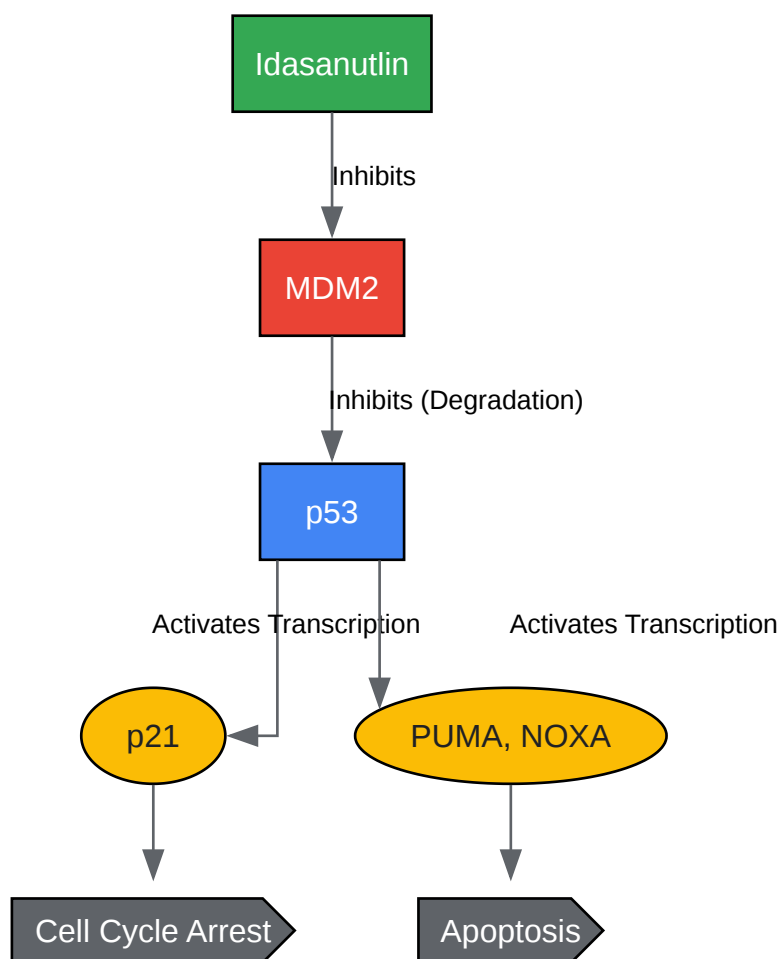 Idasanutlin
Inhibits
MDM2
Inhibits (Degradation)
p53
Activates Transcription
Activates Transcription
p21
PUMA, NOXA
Cell Cycle Arrest
Apoptosis